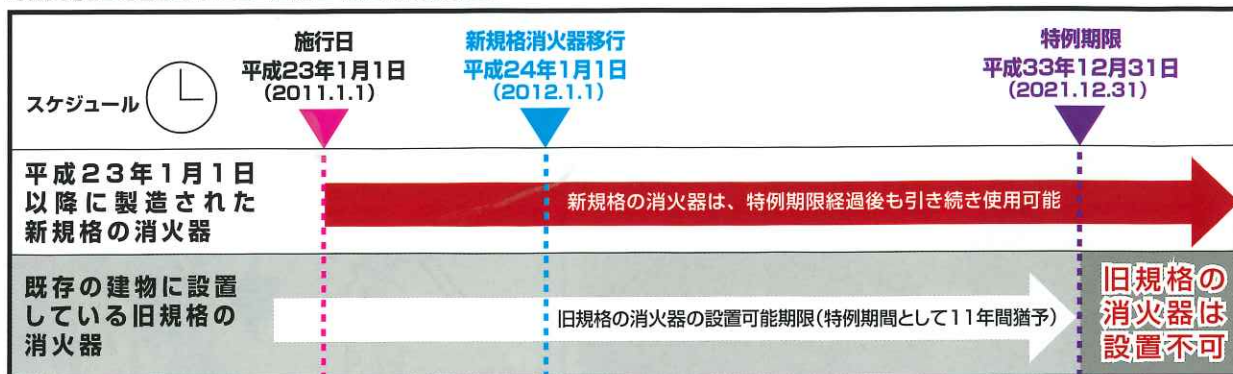 施行日
平成23年1月1日
(2011.1.1)
新規格消火器移行
平成24年1月1日
(2012.1.1)
特例期限
平成33年12月31日
(2021.12.31)
スケジュール
平成23年1月1日
以降に製造された
新規格の消火器
新規格の消火器は、特例期限経過後も引き続き使用可能
既存の建物に設置
している旧規格の
消火器
旧規格の消火器の設置可能期限(特例期間として11年間猶予)
旧規格の
消火器は
設置不可